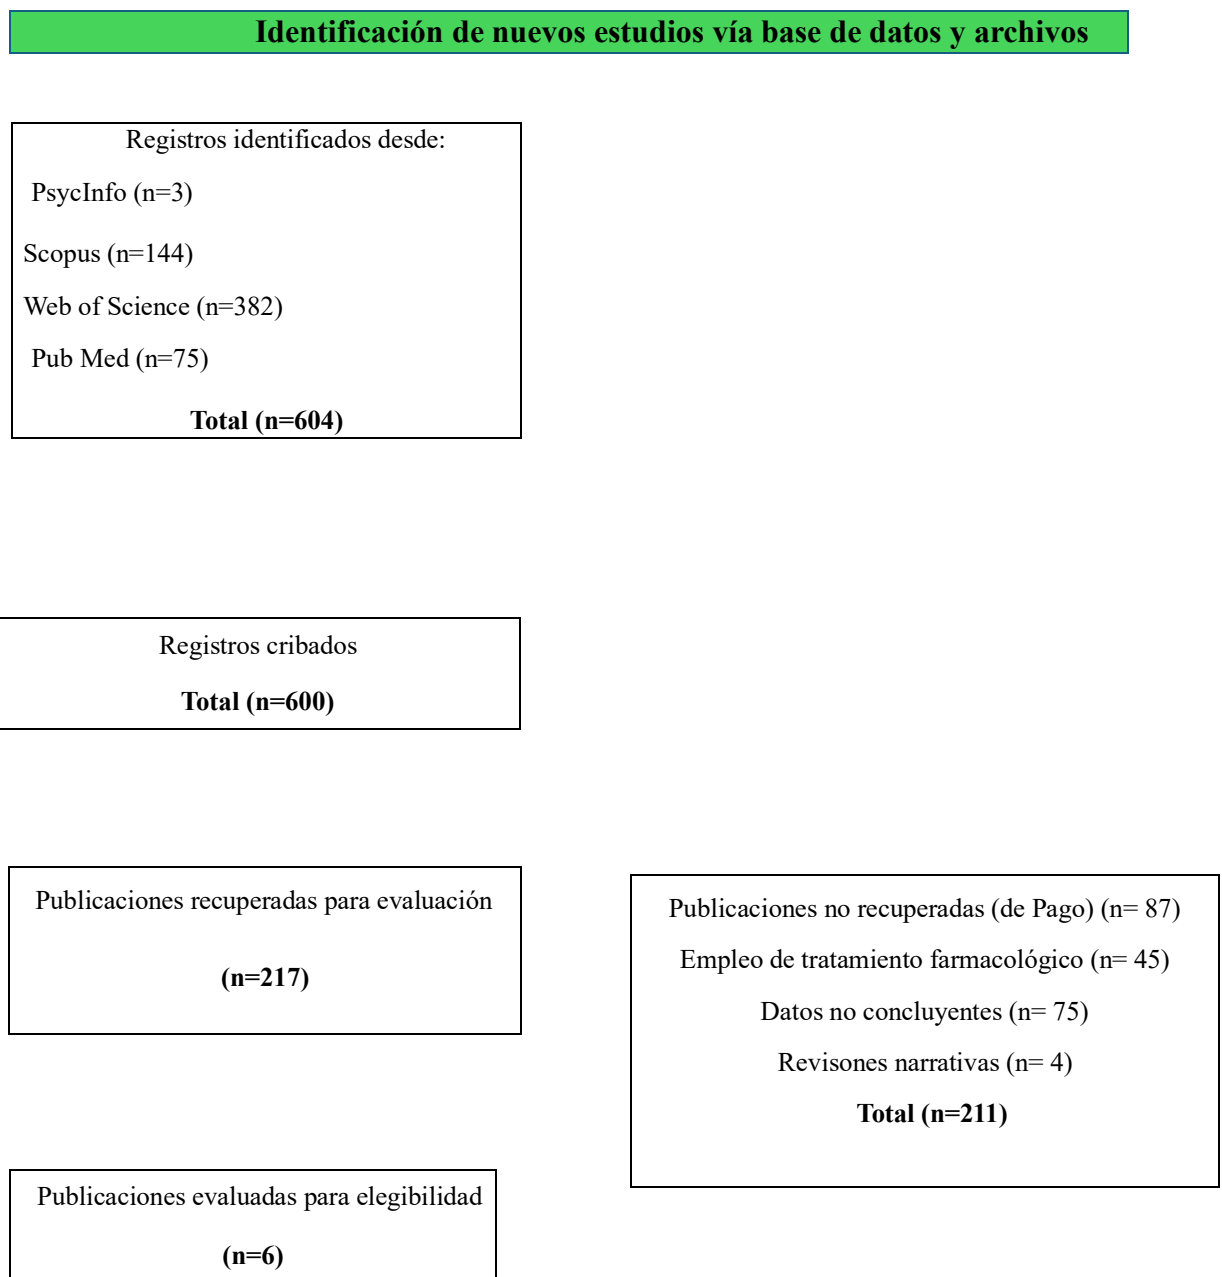 Identificación de nuevos estudios vía base de datos y archivos
Registros identificados desde:
PsycInfo (n=3)
Scopus (n=144)
Web of Science (n=382)
Pub Med (n=75)
Total (n=604)
Registros cribados
Total (n=600)
Publicaciones recuperadas para evaluación
(n=217)
Publicaciones no recuperadas (de Pago) (n= 87)
Empleo de tratamiento farmacológico (n= 45)
Datos no concluyentes (n= 75)
Revisones narrativas (n= 4)
Total (n=211)
Publicaciones evaluadas para elegibilidad
(n=6)